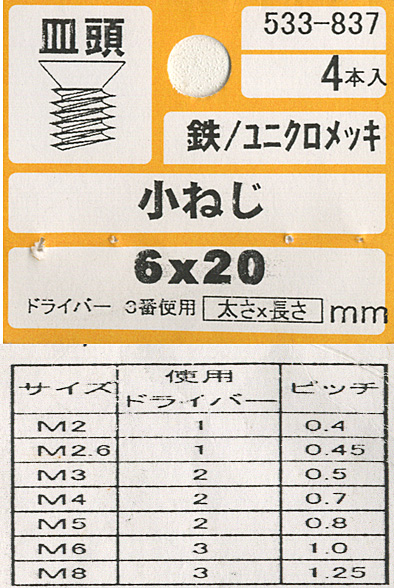 皿頭
533-837
4本入
鉄/ユニクロメッキ
小ねじ
6x20
ドライバー 3番使用 太さx長さ mm
サイズ 使用ドライバー ピッチ
M2 1 0.4
M2.6 1 0.45
M3 2 0.5
M4 2 0.7
M5 2 0.8
M6 3 1.0
M8 3 1.25